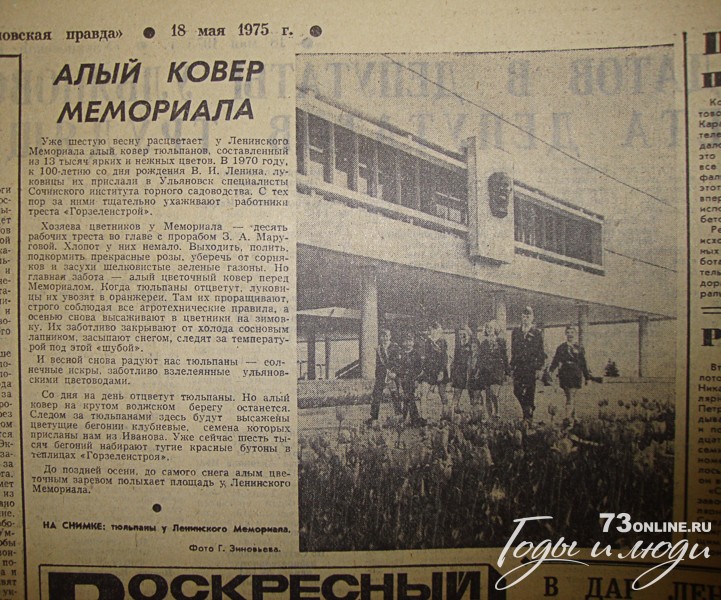 новская правда» ● 18 мая 1975 г. ●
АЛЫЙ КОВЕР
МЕМОРИАЛА
Уже шестую весну расцветает у Ленинского
Мемориала алый ковер тюльпанов, составленный
из 13 тысяч ярких и нежных цветов. В 1970 году,
к 100-летию со дня рождения В. И. Ленина, лу-
ковицы их прислали в Ульяновск специалисты
Сочинского института горного садоводства. С тех
пор за ними тщательно ухаживают работники
треста «Горзеленстрой».
Хозяева цветников у Мемориала — десять
рабочих треста во главе с прорабом З. А. Мару-
говой. Хлопот у них немало. Выходить, полить,
подкормить прекрасные розы, уберечь от сорня-
ков и засухи шелковистые зеленые газоны. Но
главная забота — алый цветочный ковер перед
Мемориалом. Когда тюльпаны отцветут, лукови-
цы их увозят в оранжереи. Там их проращивают,
строго соблюдая все агротехнические правила, а
осенью снова высаживают в цветники на зимов-
ку. Их заботливо закрывают от холода сосновым
лапником, засыпают снегом, следят за температу-
рой под этой «шубой».
И весной снова радуют нас тюльпаны — сол-
нечные искры, заботливо взлелеянные ульянов-
скими цветоводами.
Со дня на день отцветут тюльпаны. Но алый
ковер на крутом волжском берегу останется.
Следом за тюльпанами здесь будут высажены
цветущие бегонии клубневые, семена которых
присланы нам из Иванова. Уже сейчас шесть ты-
сяч бегоний набирают тугие красные бутоны в
теплицах «Горзеленстроя».
До поздней осени, до самого снега алым цве-
точным заревом полыхает площадь у Ленинского
Мемориала.
НА СНИМКЕ: тюльпаны у Ленинского Мемориала.
Фото Г. Зиновьева.
73ONLINE.RU
Годы и люди
ВОСКРЕСНЫЙ
В ДАР ЛЕН